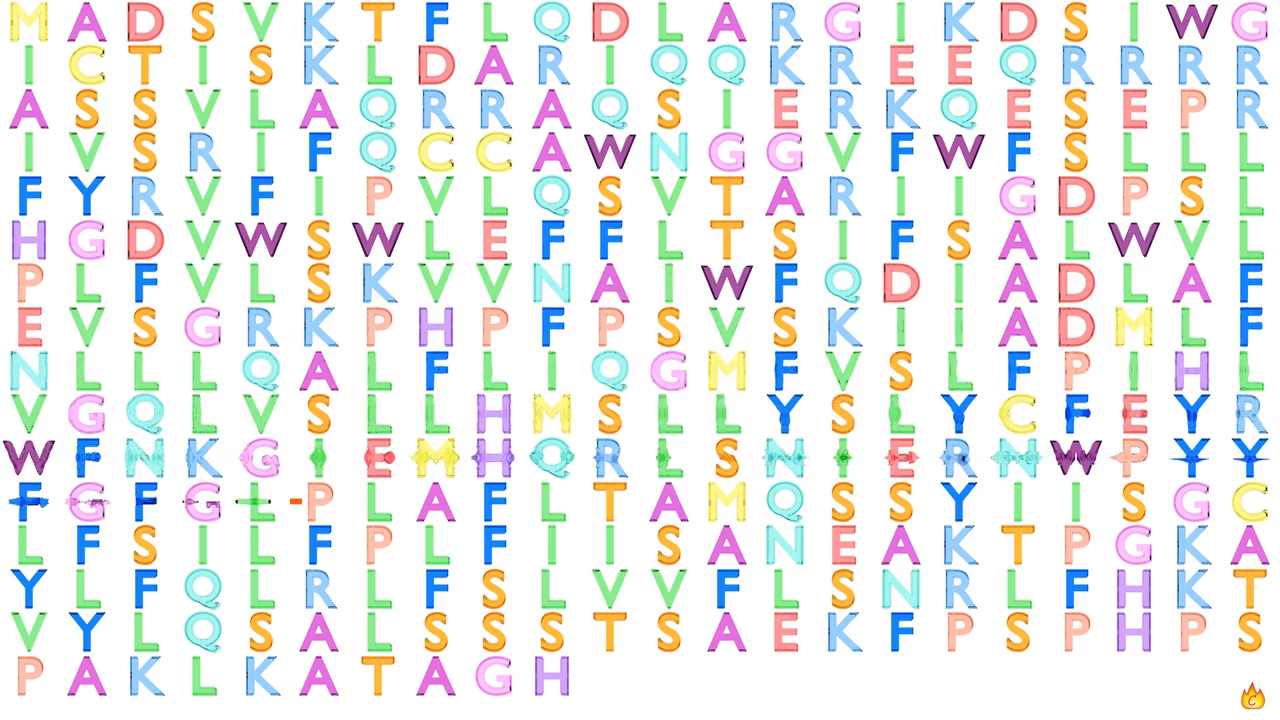 MADSVKTFLQDLARGIKDSIWG
ICTISKLDARIQQKREEQRRRR
ASSVLAQRRAQSIERKQESEPR
IVSRIFQCCAWNGGVFWFSLLL
FYRVFIPVLQSVTARIIGDPSL
HGDVWSWLEFFLTSIFSALWVL
PLFVLSKVVNAIWFQDIADLAF
EVSGRKPHPFPSVSKIIADMLF
NLLLQALFLIQGMFVSLFPIHL
VGQLVSLLHMSLLYSLYCFEYR
WFNKGIEMHQRLSNIERNWPYY
FGFGL-PLAFLTAMQSSYIISGC
LFSILFPLFIISANEAKTPGKA
YLFQLRLFSLVVFLSNRLFHKT
VYLQSALSSSTSAEKFPSPHPS
PAKLKATAGH
C